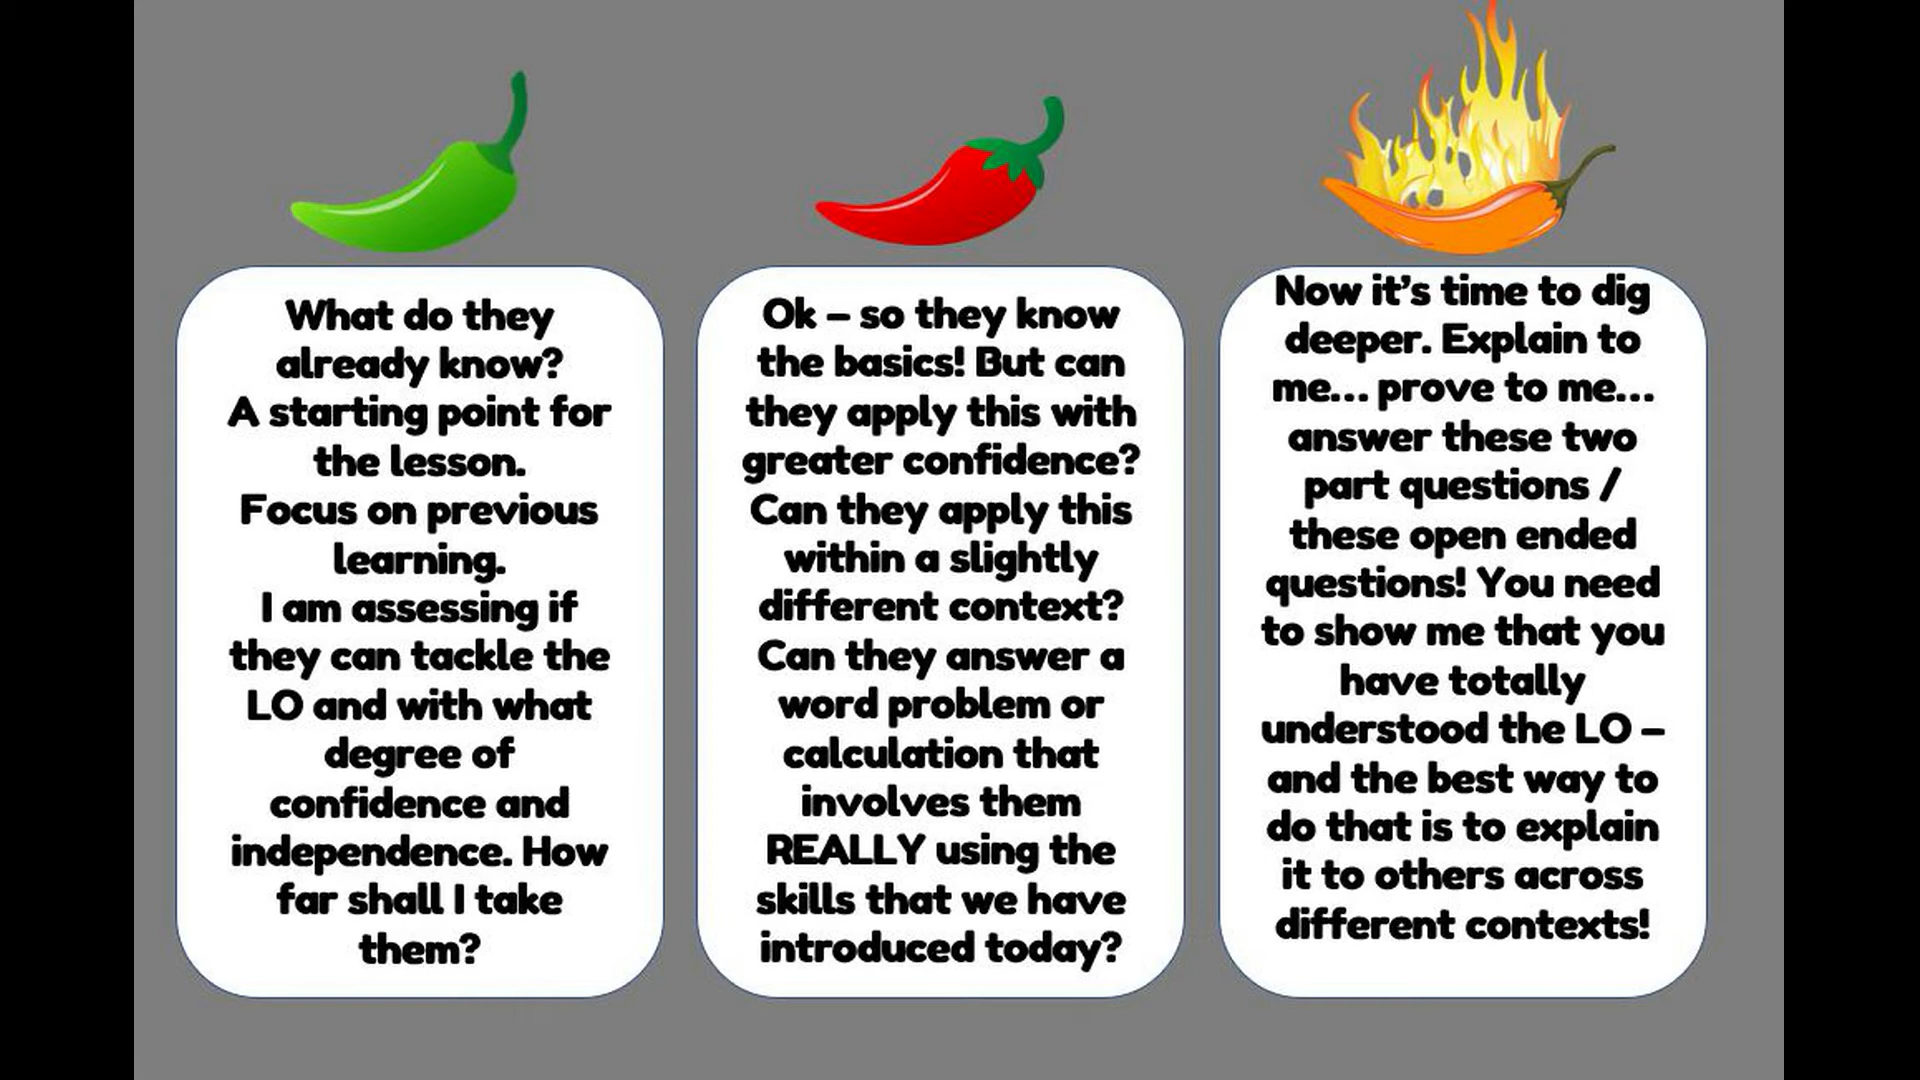 What do they
already know?
A starting point for
the lesson.
Focus on previous
learning.
I am assessing if
they can tackle the
LO and with what
degree of
confidence and
independence. How
far shall I take
them?
Ok – so they know
the basics! But can
they apply this with
greater confidence?
Can they apply this
within a slightly
different context?
Can they answer a
word problem or
calculation that
involves them
REALLY using the
skills that we have
introduced today?
Now it’s time to dig
deeper. Explain to
me... prove to me...
answer these two
part questions /
these open ended
questions! You need
to show me that you
have totally
understood the LO –
and the best way to
do that is to explain
it to others across
different contexts!